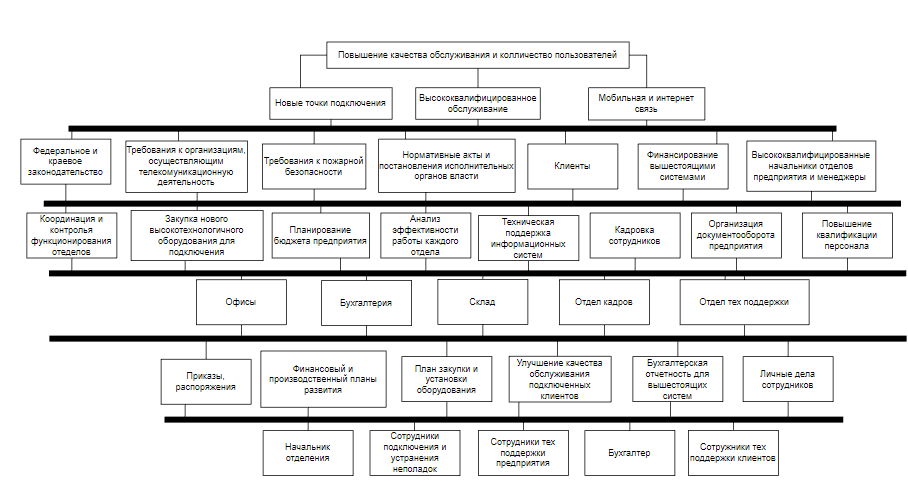 Повышение качества обслуживания и колличество пользователей
Новые точки подключения
Высококвалифицированное
обслуживание
Мобильная и интернет
связь
Федеральное и
краевое
законодательство
Требования к организациям,
осуществляющим
телекомуникационную
деятельность
Требования к пожарной
безопасности
Нормативные акты и
постановления исполнительных
органов власти
Клиенты
Финансирование
вышестоящими
системами
Высококвалифицированные
начальники отделов
предприятия и менеджеры
Координация и
контролья
функционирования
отеделов
Закупка нового
высокотехнологичного
оборудования для
подключения
Планирование
бюджета предприятия
Анализ
эффективности
работы каждого
отдела
Техническая
поддержка
информационных
систем
Кадровка
сотрудников
Организация
документооборота
предприятия
Повышение
квалификации
персонала
Офисы
Бухгалтерия
Склад
Отдел кадров
Отдел тех поддержки
Приказы,
распоряжения
Финансовый и
производственный планы
развития
План закупки и
установки
оборудования
Улучшение качества
обслуживания
подключенных
клиентов
Бухгалтерская
отчетность для
вышестоящих
систем
Личные дела
сотрудников
Начальник
отделения
Сотрудники
подключения и
устранения
неполадок
Сотрудники тех
поддержки
предприятия
Бухгалтер
Сотружники тех
поддержки клиентов